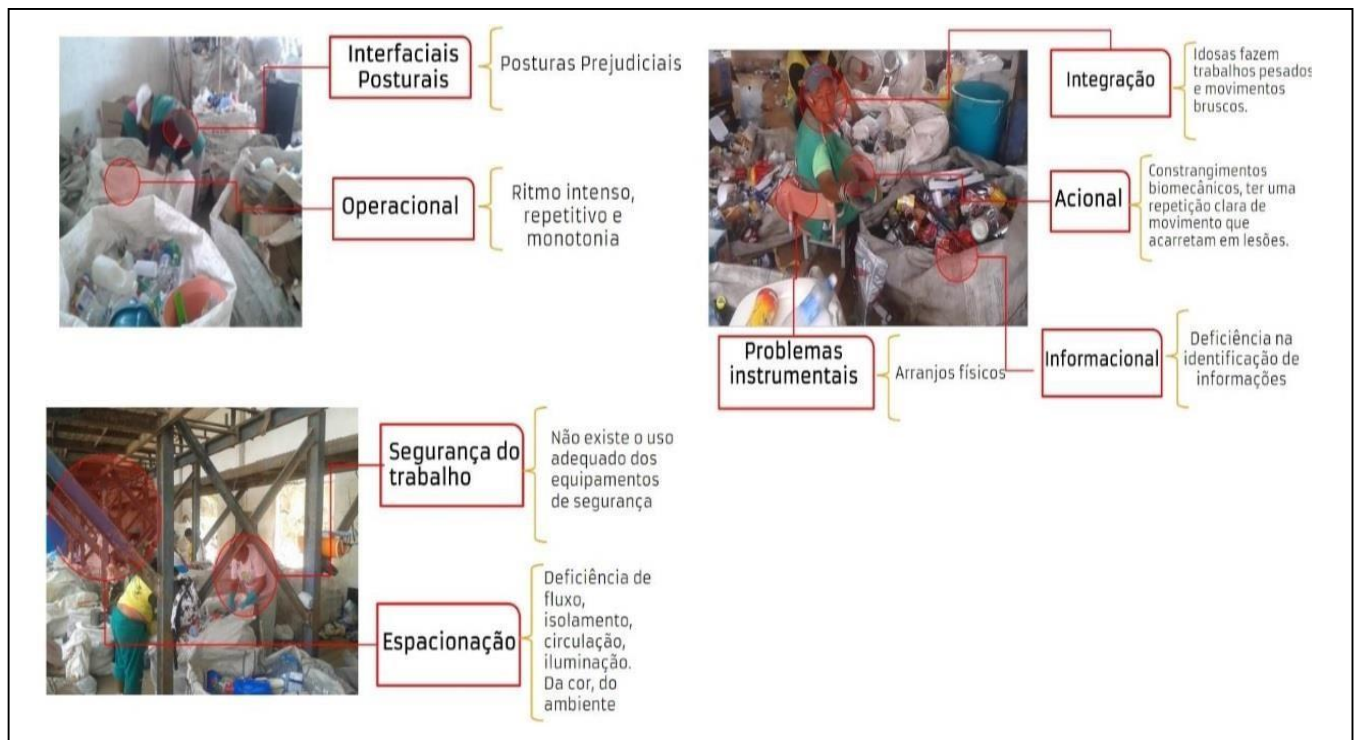 Interfaciais
Posturais
Posturas Prejudiciais
Operacional
Ritmo intenso,
repetitivo e
monotonia
Integração
Idosas fazem
trabalhos pesados
e movimentos
bruscos.
Acional
Constrangimentos
biomecânicos, ter uma
repetição clara de
movimento que
acarretam em lesões.
Problemas
instrumentais
Arranjos físicos
Informacional
Deficiência na
identificação de
informações
Segurança do
trabalho
Não existe o uso
adequado dos
equipamentos
de segurança
Espacionação
Deficiência de
fluxo,
isolamento,
circulação,
iluminação.
Da cor, do
ambiente